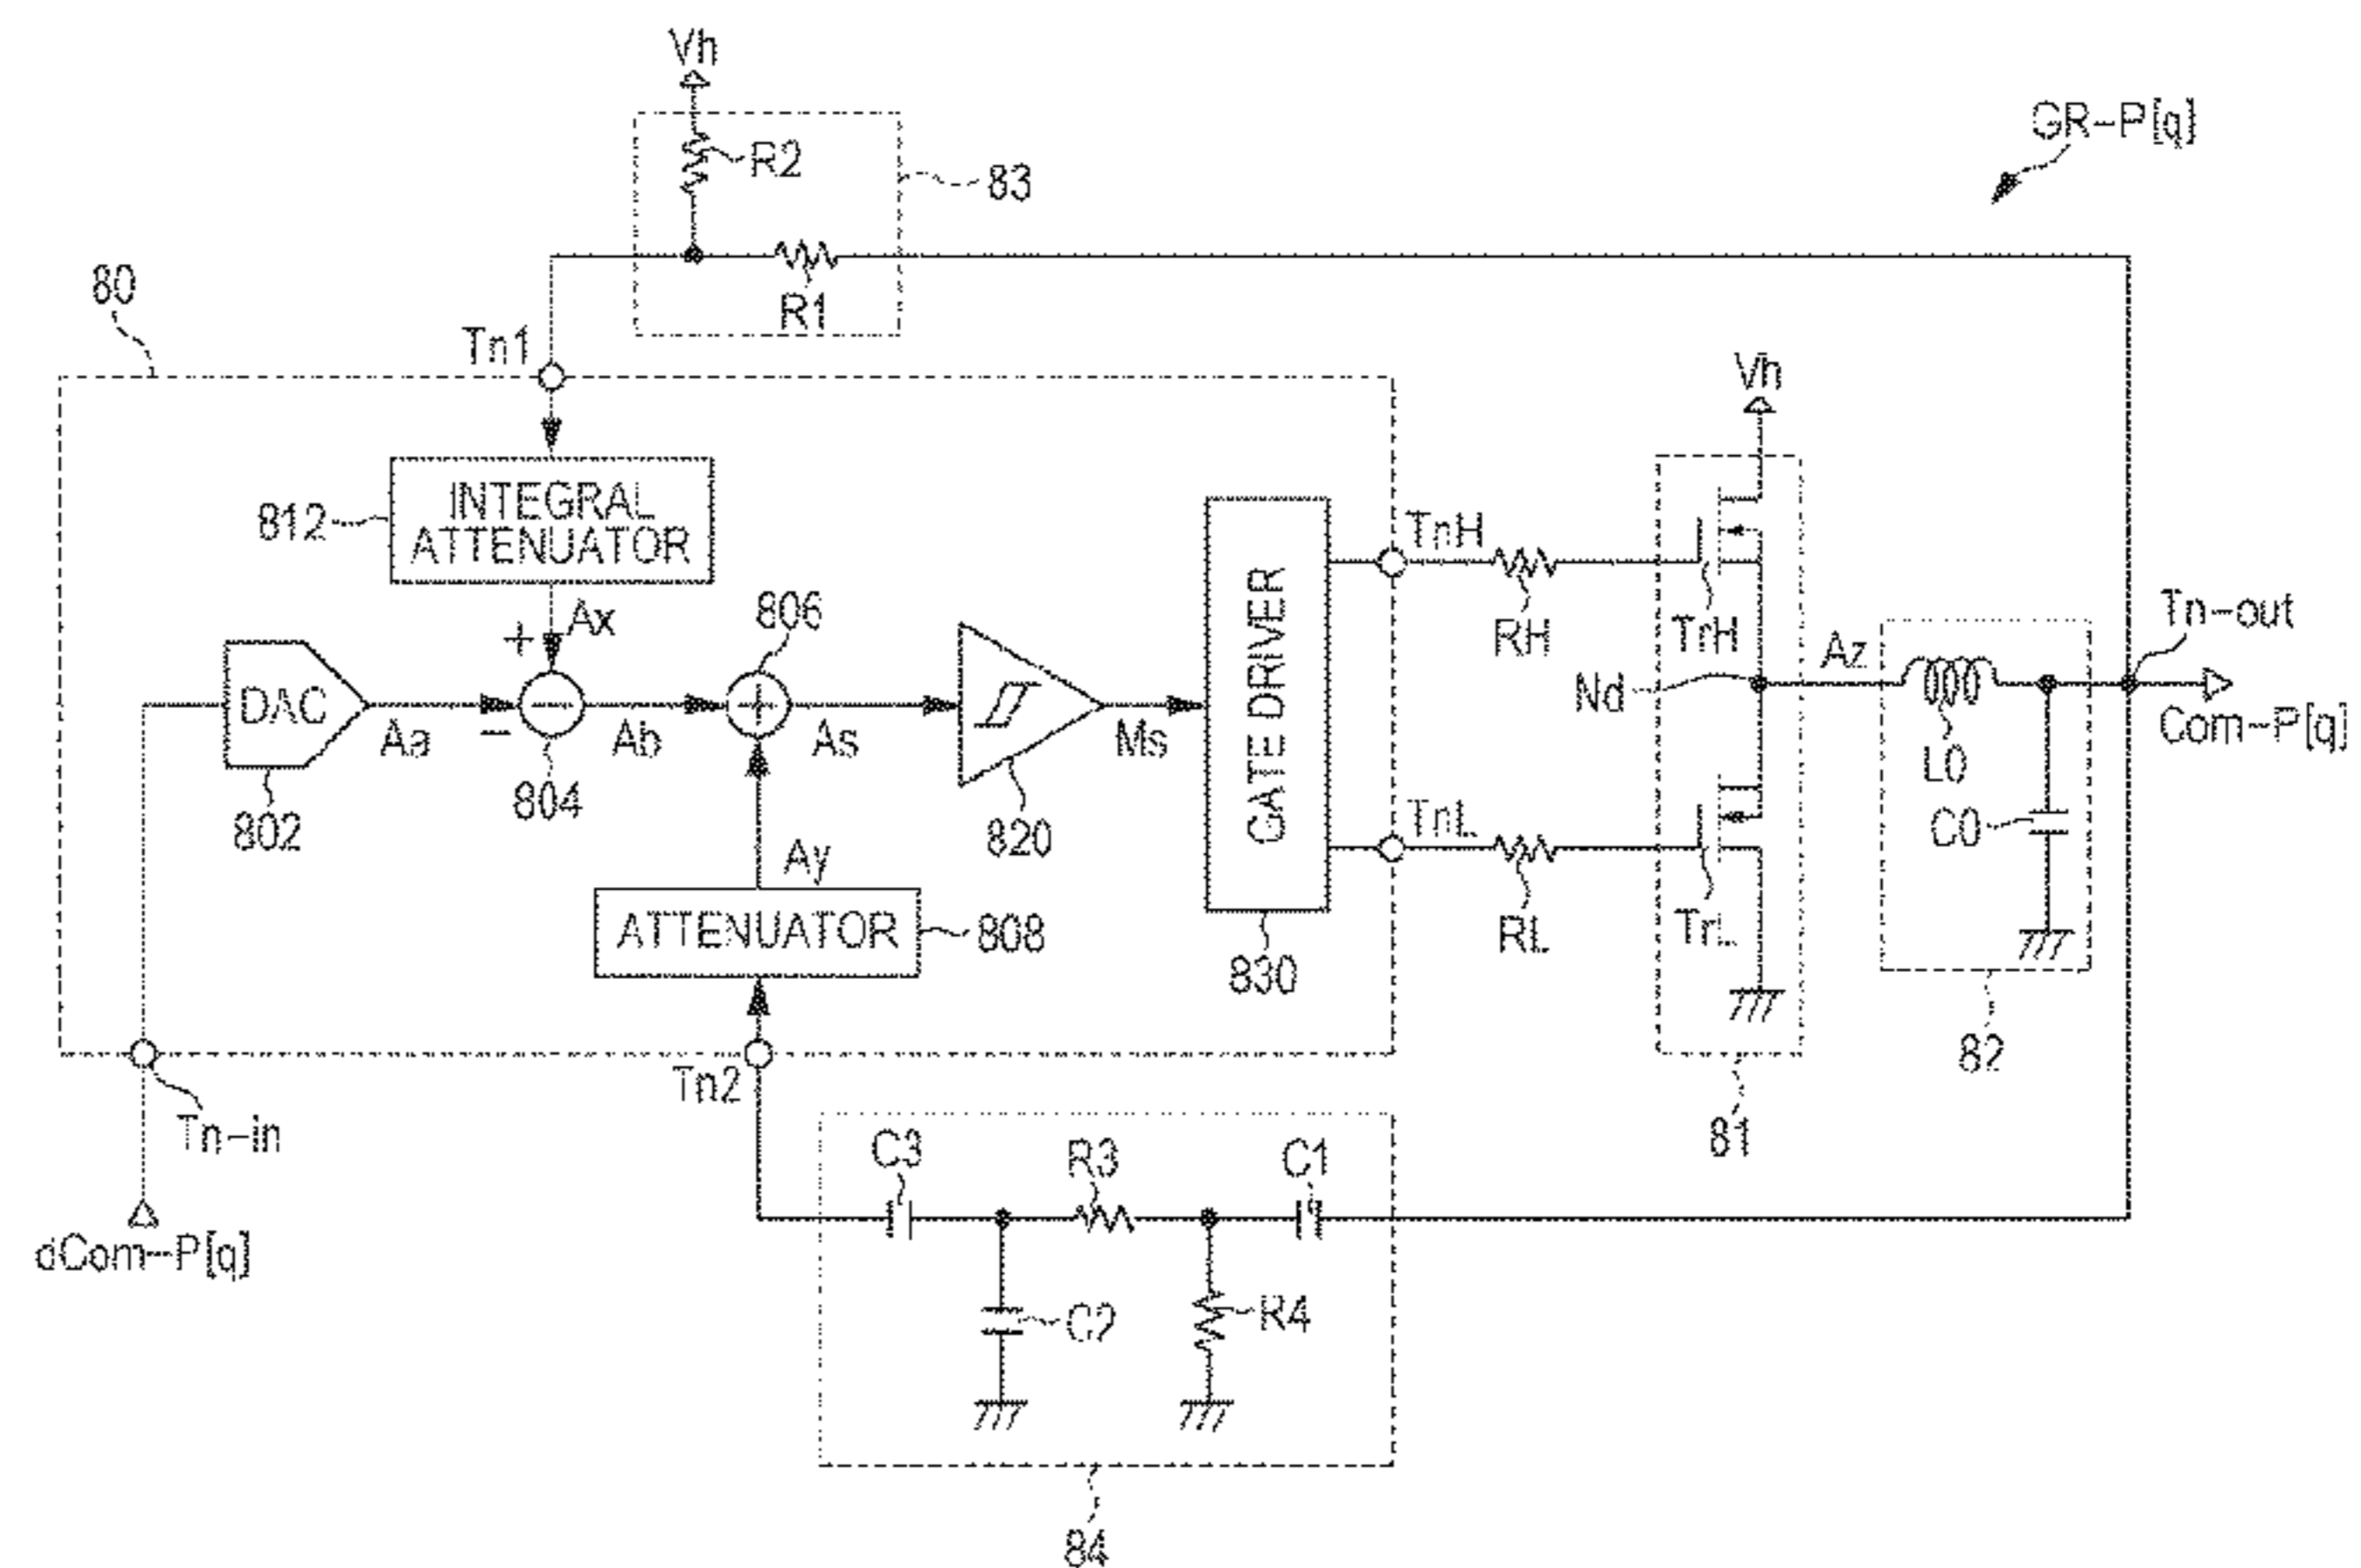 Vh
GR-P[q]
R2
83
80
R1
Tn1
Vh
INTEGRAL
ATTENUATOR
812
TnH
806
Ax
+
RH
TrH
Tn-out
DAC
Az
Nd
Aa
−
Ab
As
Ms
GATE DRIVER
Com-P[q]
L0
804
802
820
TnL
C0
Ay
ATTENUATOR
808
RL
TrL
830
82
Tn2
Tn-in
81
C3
R3
C1
dCom-P[q]
C2
R4
84